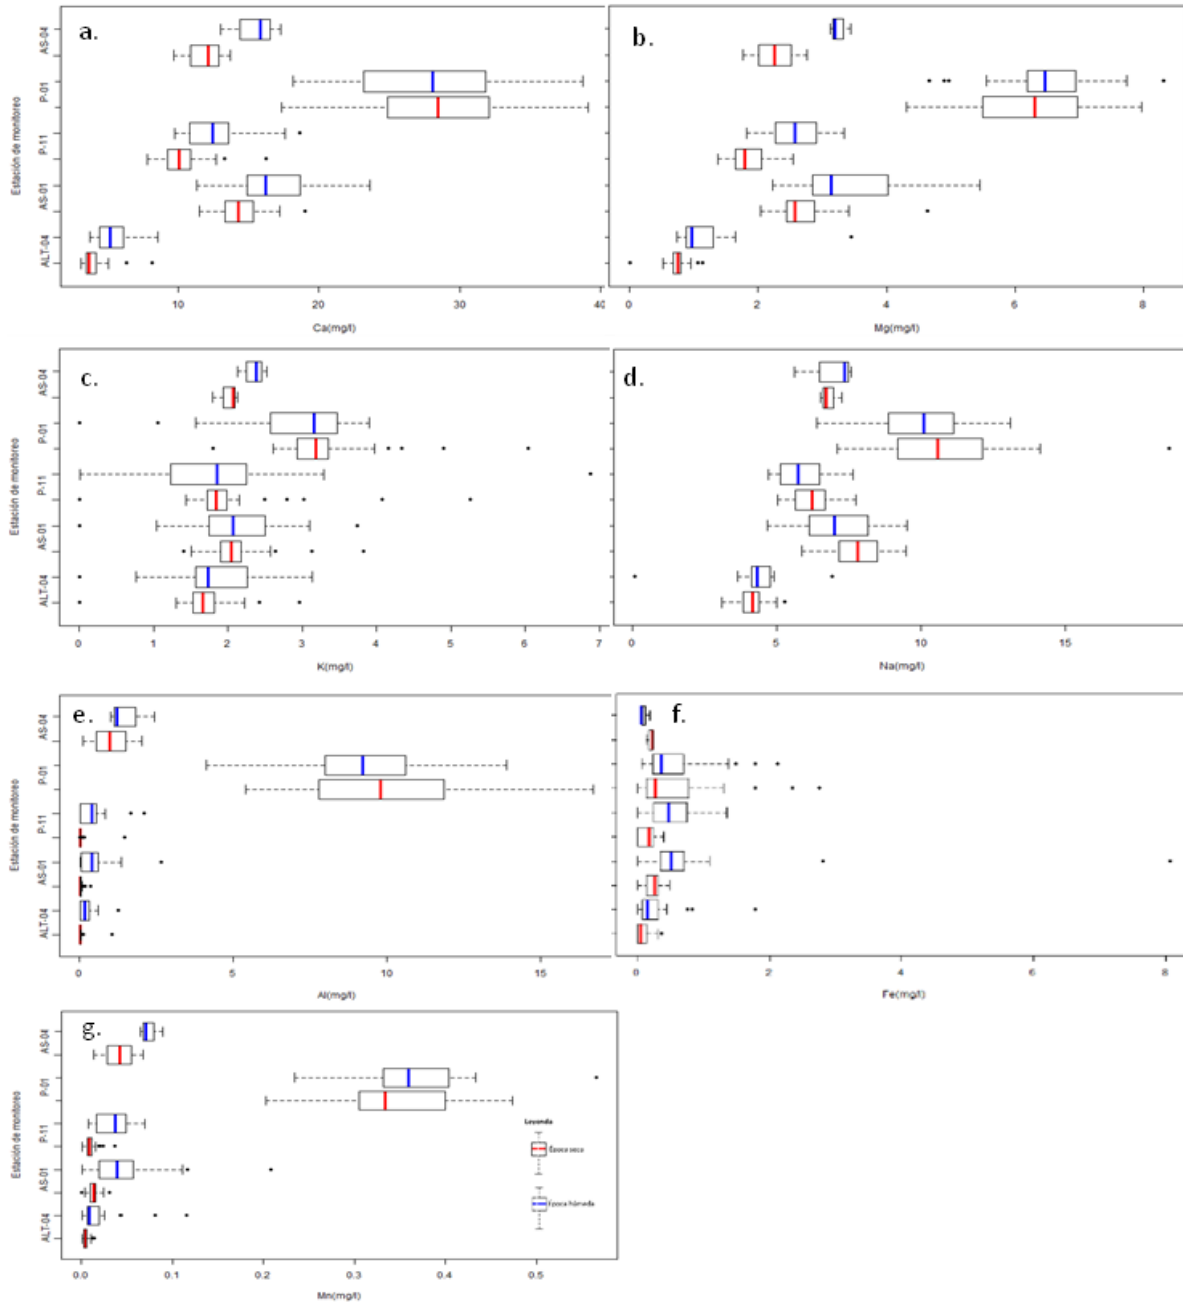 a.
Estación de monitoreo
AS-04
P-01
P-11
AS-01
ALT-04
10 20 30 40
Ca(mg/l)
b.
0 2 4 6 8
Mg(mg/l)
c.
Estación de monitoreo
AS-04
P-01
P-11
AS-01
ALT-04
0 1 2 3 4 5 6 7
K(mg/l)
d.
0 5 10 15
Na(mg/l)
e.
Estación de monitoreo
AS-04
P-01
P-11
AS-01
ALT-04
0 5 10 15
Al(mg/l)
f.
0 2 4 6 8
Fe(mg/l)
g.
Estación de monitoreo
AS-04
P-01
P-11
AS-01
ALT-04
0.0 0.1 0.2 0.3 0.4 0.5
Mn(mg/l)
Leyenda
Época seca
Época húmeda